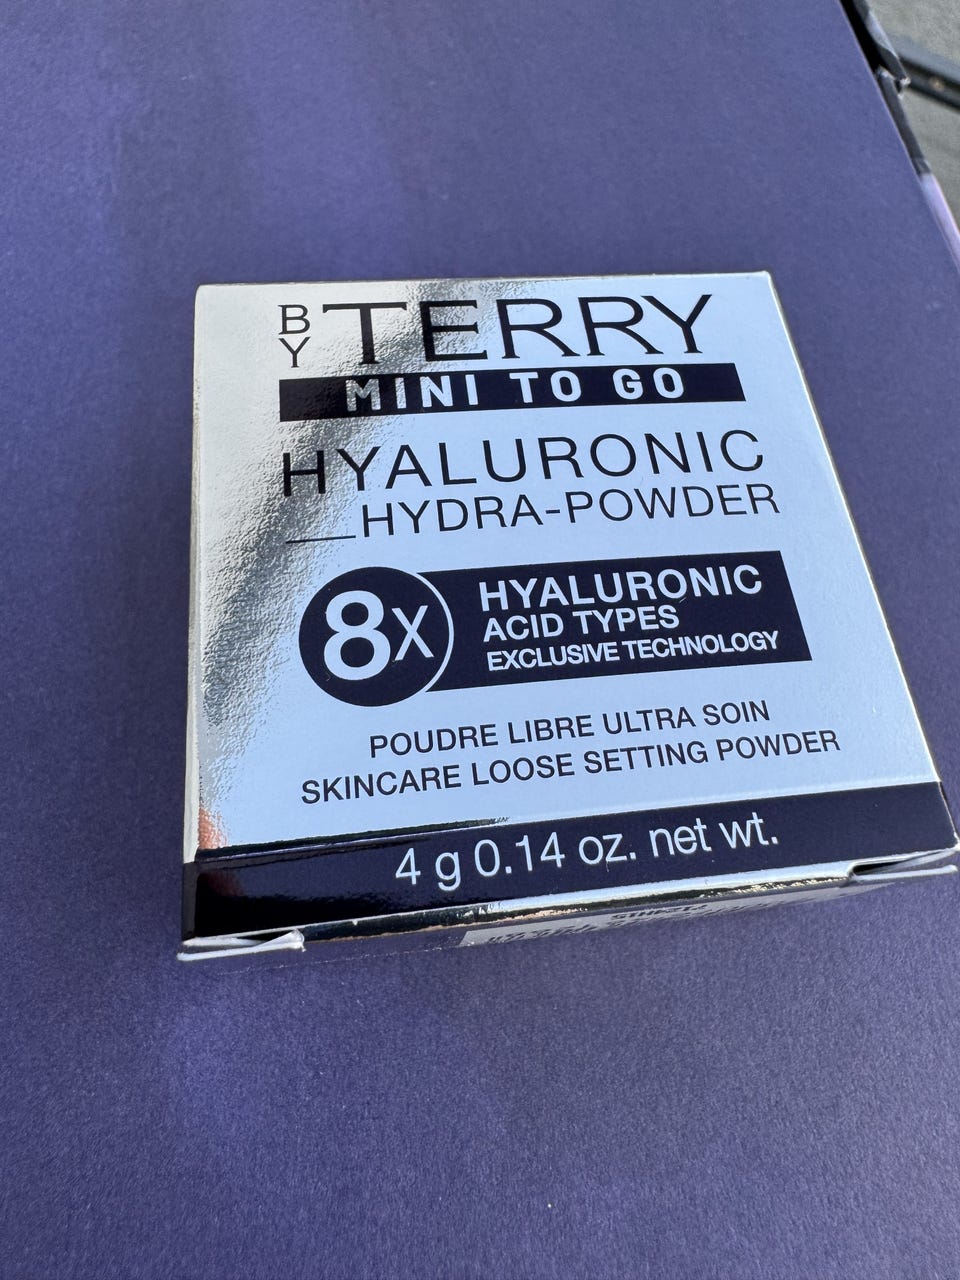 BY TERRY
MINI TO GO
HYALURONIC
HYDRA-POWDER
8X
HYALURONIC
ACID TYPES
EXCLUSIVE TECHNOLOGY
POUDRE LIBRE ULTRA SOIN
SKINCARE LOOSE SETTING POWDER
4 g 0.14 oz. net wt.